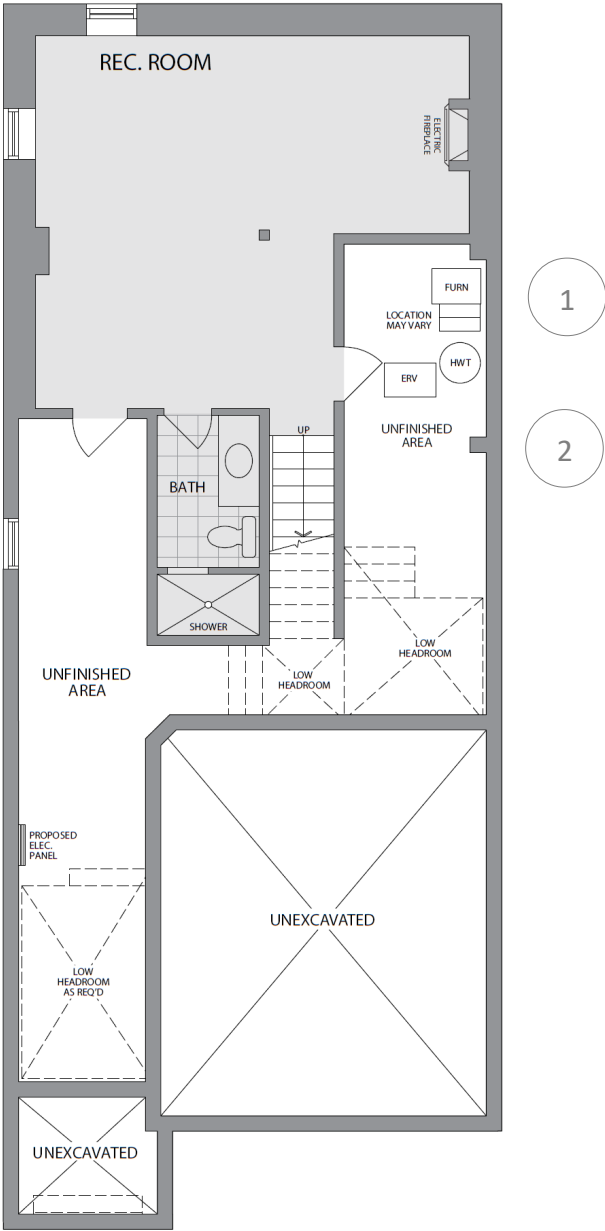 REC. ROOM
ELECTRIC
FIREPLACE
FURN
1
LOCATION
MAY VARY
HWT
ERV
UNFINISHED
AREA
UP
2
BATH
SHOWER
LOW
HEADROOM
LOW
HEADROOM
UNFINISHED
AREA
PROPOSED
ELEC.
PANEL
UNEXCAVATED
LOW
HEADROOM
AS REQ'D
UNEXCAVATED